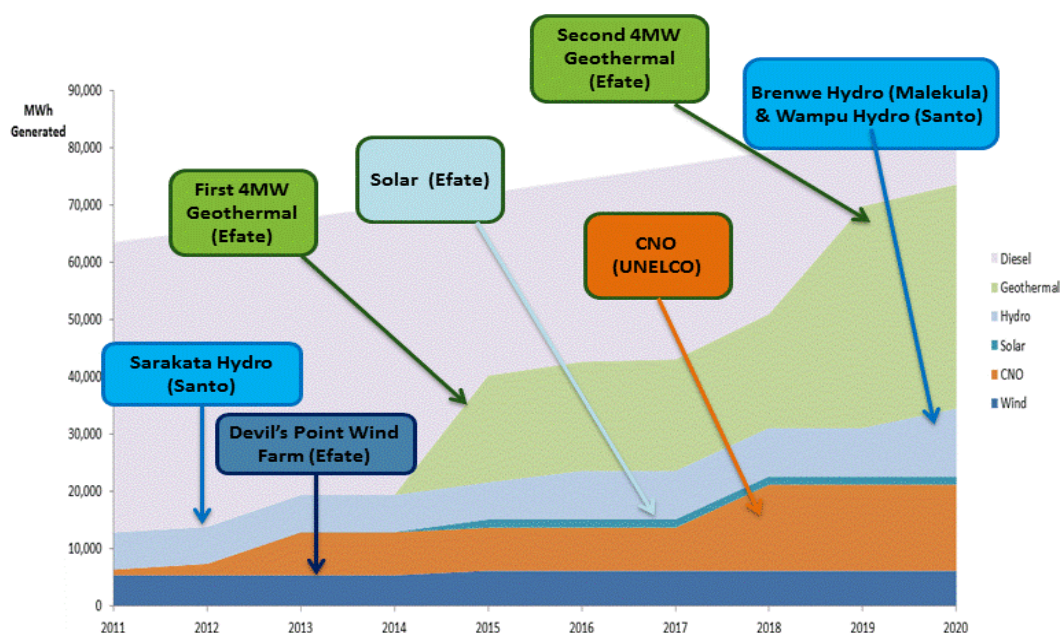 Second 4MW
Geothermal
(Efate)
90,000
MWh
Generated
Brenwe Hydro (Malekula)
& Wampu Hydro (Santo)
80,000
First 4MW
Geothermal
(Efate)
Solar (Efate)
70,000
CNO
(UNELCO)
60,000
Diesel
Geothermal
50,000
Hydro
Solar
40,000
Sarakata Hydro
(Santo)
CNO
Wind
30,000
Devil's Point Wind
Farm (Efate)
20,000
10,000
0
2011 2012 2013 2014 2015 2016 2017 2018 2019 2020